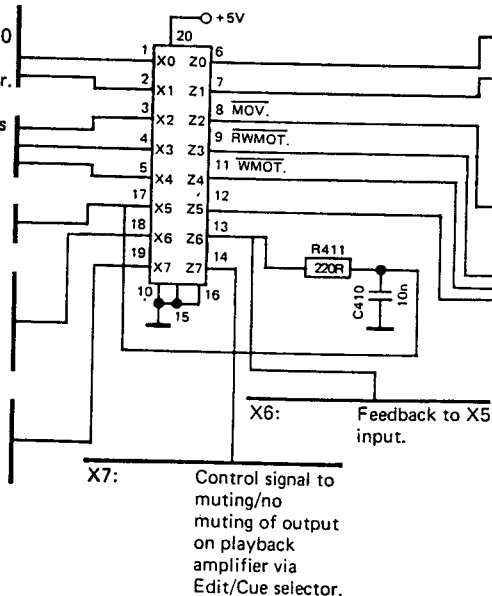 +5V
0
20
1 X0 Z0 6
r.
2 X1 Z1 7
s
3 X2 Z2 8 MOV.
4 X3 Z3 9 RWMOT.
5 X4 Z4 11 WMOT.
17 X5 Z5 12
18 X6 Z6 13
19 X7 Z7 14
R411
220R
C410
10n
10
15
16
X6: Feedback to X5
input.
X7: Control signal to
muting/no
muting of output
on playback
amplifier via
Edit/Cue selector.